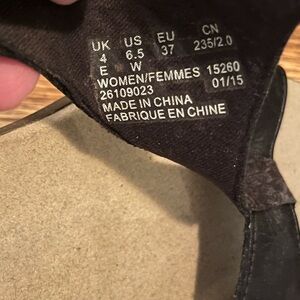 UK US EU CN
4 6.5 37 235/2.0
E W
WOMEN/FEMMES 15260
26109023 01/15
MADE IN CHINA
FABRIQUE EN CHINE